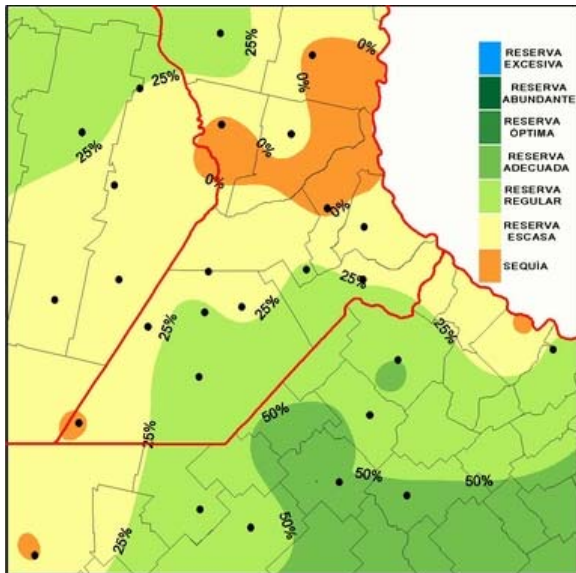 25%
0%
25%
0%
RESERVA
EXCESIVA
RESERVA
ABUNDANTE
RESERVA
ÓPTIMA
RESERVA
ADECUADA
RESERVA
REGULAR
RESERVA
ESCASA
SEQUÍA
25%
0%
0%
0%
25%
25%
25%
25%
50%
25%
50%
50%
50%
25%